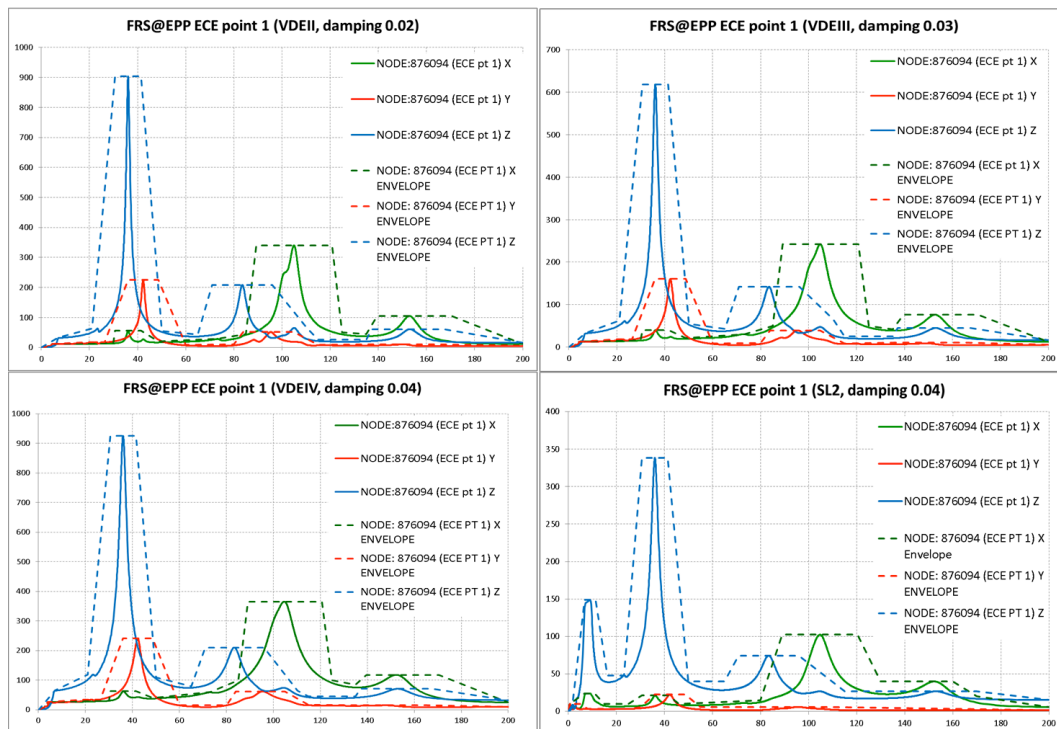 FRS@EPP ECE point 1 (VDEII, damping 0.02)
1000
900
800
700
600
500
400
300
200
100
0
0 20 40 60 80 100 120 140 160 180 200
NODE:876094 (ECE pt 1) X
NODE:876094 (ECE pt 1) Y
NODE:876094 (ECE pt 1) Z
NODE: 876094 (ECE PT 1) X
ENVELOPE
NODE: 876094 (ECE PT 1) Y
ENVELOPE
NODE: 876094 (ECE PT 1) Z
ENVELOPE
FRS@EPP ECE point 1 (VDEIII, damping 0.03)
700
600
500
400
300
200
100
0
0 20 40 60 80 100 120 140 160 180 200
NODE:876094 (ECE pt 1) X
NODE:876094 (ECE pt 1) Y
NODE:876094 (ECE pt 1) Z
NODE: 876094 (ECE PT 1) X
ENVELOPE
NODE: 876094 (ECE PT 1) Y
ENVELOPE
NODE: 876094 (ECE PT 1) Z
ENVELOPE
FRS@EPP ECE point 1 (VDEIV, damping 0.04)
1000
900
800
700
600
500
400
300
200
100
0
0 20 40 60 80 100 120 140 160 180 200
NODE:876094 (ECE pt 1) X
NODE:876094 (ECE pt 1) Y
NODE:876094 (ECE pt 1) Z
NODE: 876094 (ECE PT 1) X
ENVELOPE
NODE: 876094 (ECE PT 1) Y
ENVELOPE
NODE: 876094 (ECE PT 1) Z
ENVELOPE
FRS@EPP ECE point 1 (SL2, damping 0.04)
400
350
300
250
200
150
100
50
0
0 20 40 60 80 100 120 140 160 180 200
NODE:876094 (ECE pt 1) X
NODE:876094 (ECE pt 1) Y
NODE:876094 (ECE pt 1) Z
NODE: 876094 (ECE PT 1) X
Envelope
NODE: 876094 (ECE PT 1) Y
ENVELOPE
NODE: 876094 (ECE PT 1) Z
ENVELOPE